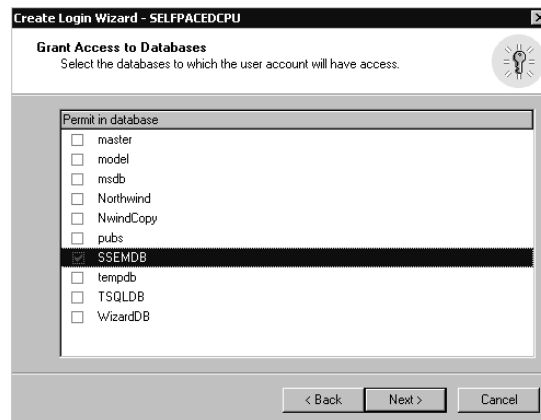 Create Login Wizard - SELFPACEDCPU
Grant Access to Databases
Select the databases to which the user account will have access.
Permit in database
master
model
msdb
Northwind
NwindCopy
pubs
SSEMDB
tempdb
TSQLDB
WizardDB
< Back Next > Cancel